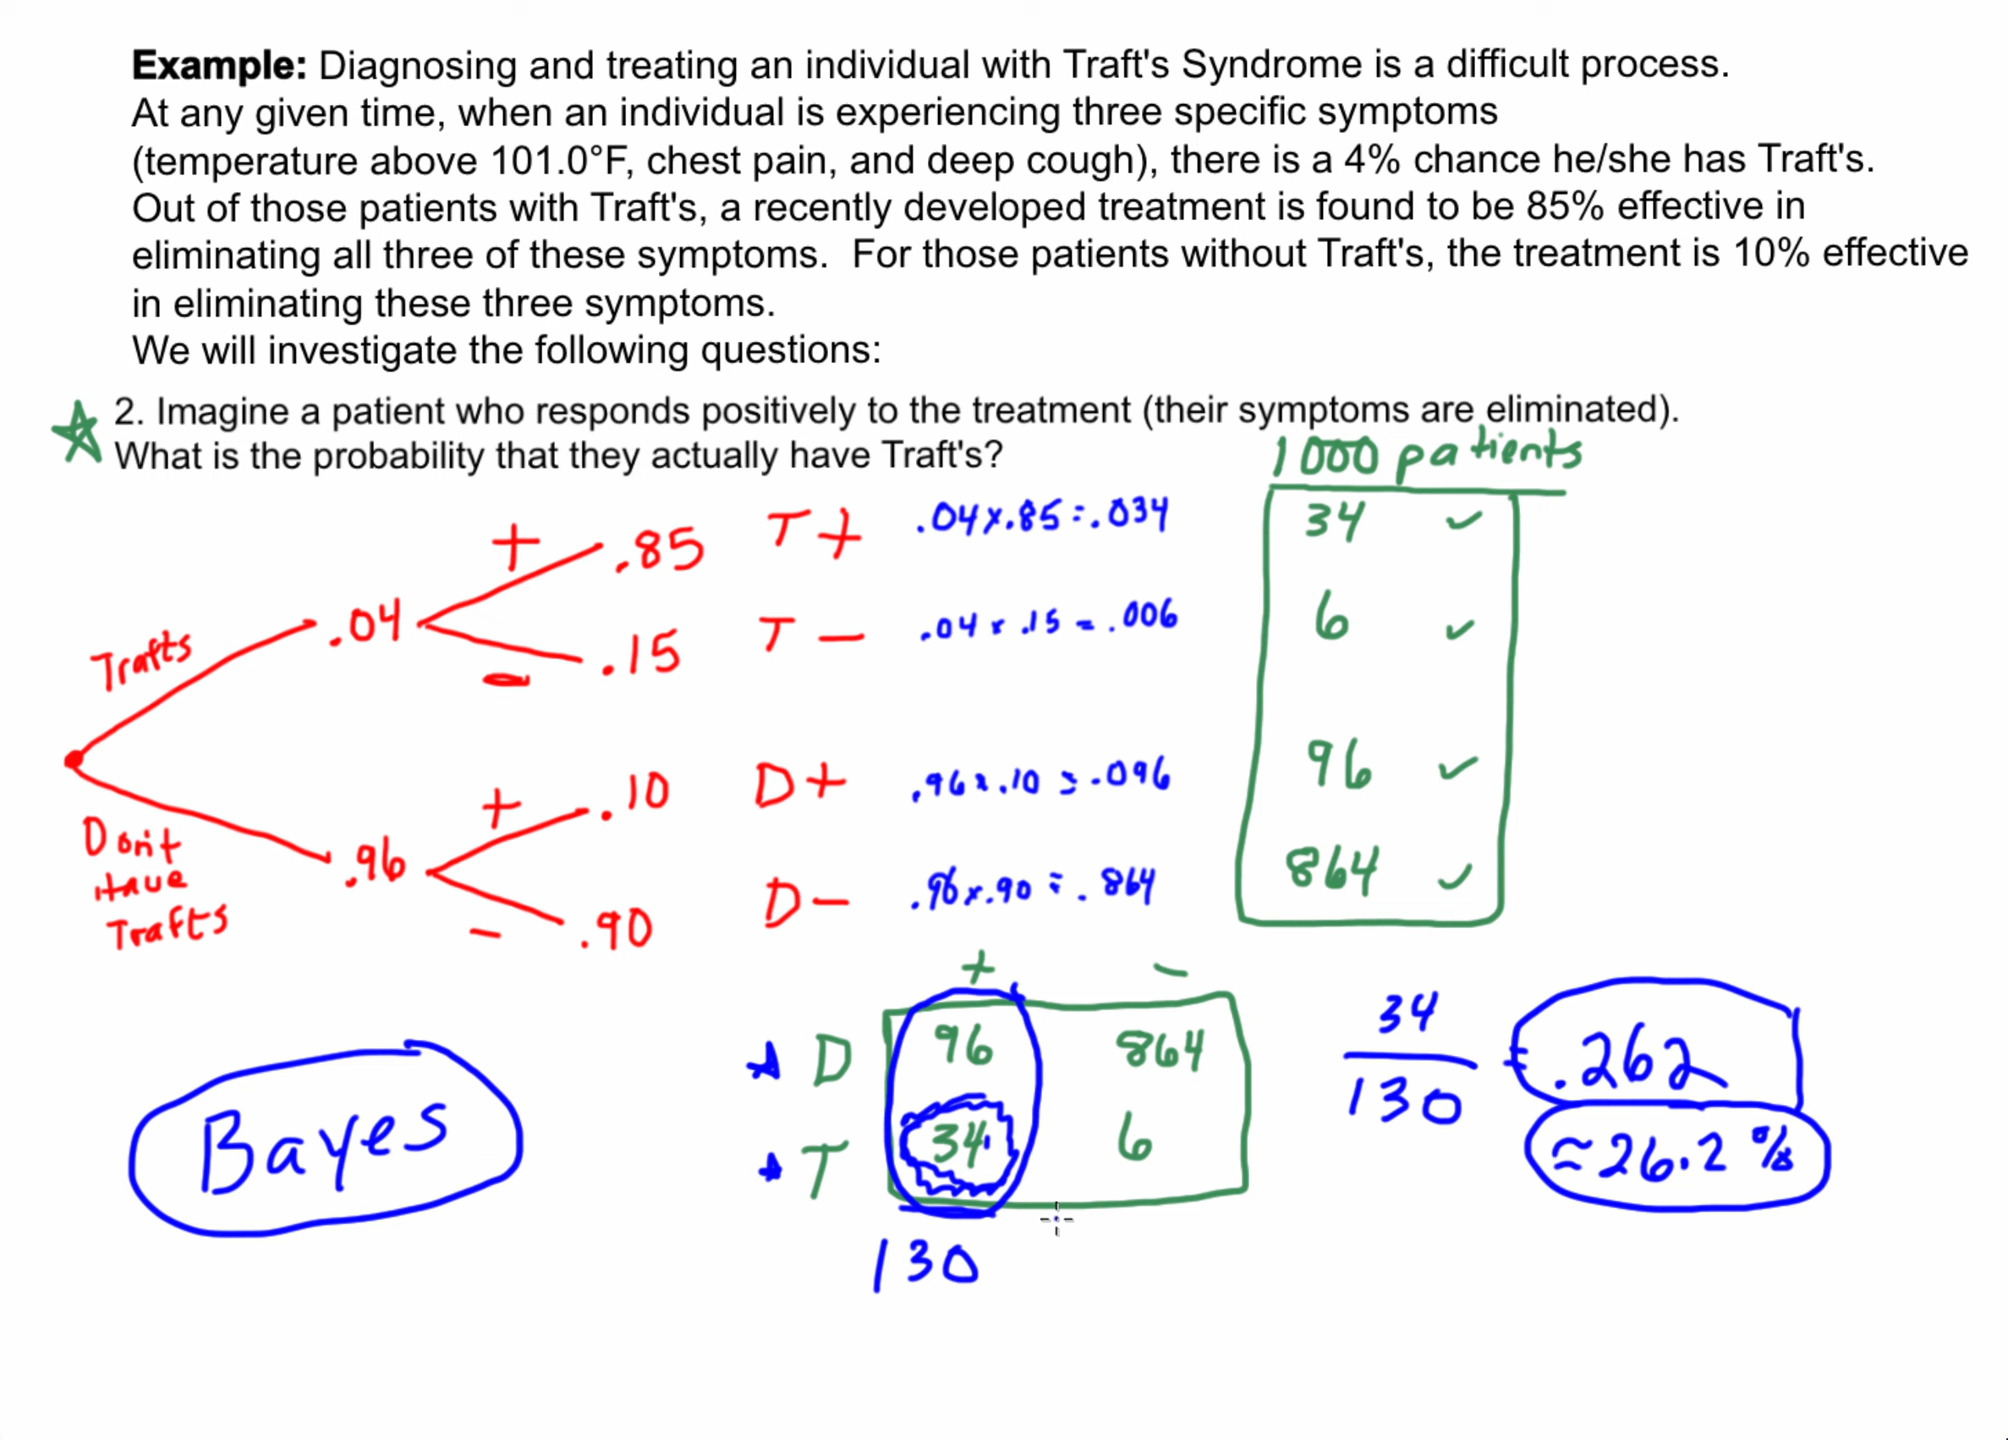 Example: Diagnosing and treating an individual with Traft's Syndrome is a difficult process.
At any given time, when an individual is experiencing three specific symptoms
(temperature above 101.0°F, chest pain, and deep cough), there is a 4% chance he/she has Traft's.
Out of those patients with Traft's, a recently developed treatment is found to be 85% effective in
eliminating all three of these symptoms. For those patients without Traft's, the treatment is 10% effective
in eliminating these three symptoms.
We will investigate the following questions:
2. Imagine a patient who responds positively to the treatment (their symptoms are eliminated).
What is the probability that they actually have Traft's?
1000 patients
+ .85 T + .04 x .85 = .034 34 ✓
Trafts .04
- .15 T - .04 x .15 = .006 6 ✓
+ .10 D + .96 x .10 = .096 96 ✓
Don't
Have
Trafts
.96
- .90 D - .96 x .90 = .864 864 ✓
+ -
D 96 864
T 34 6
130
34
130
= .262
≈ 26.2 %
Bayes